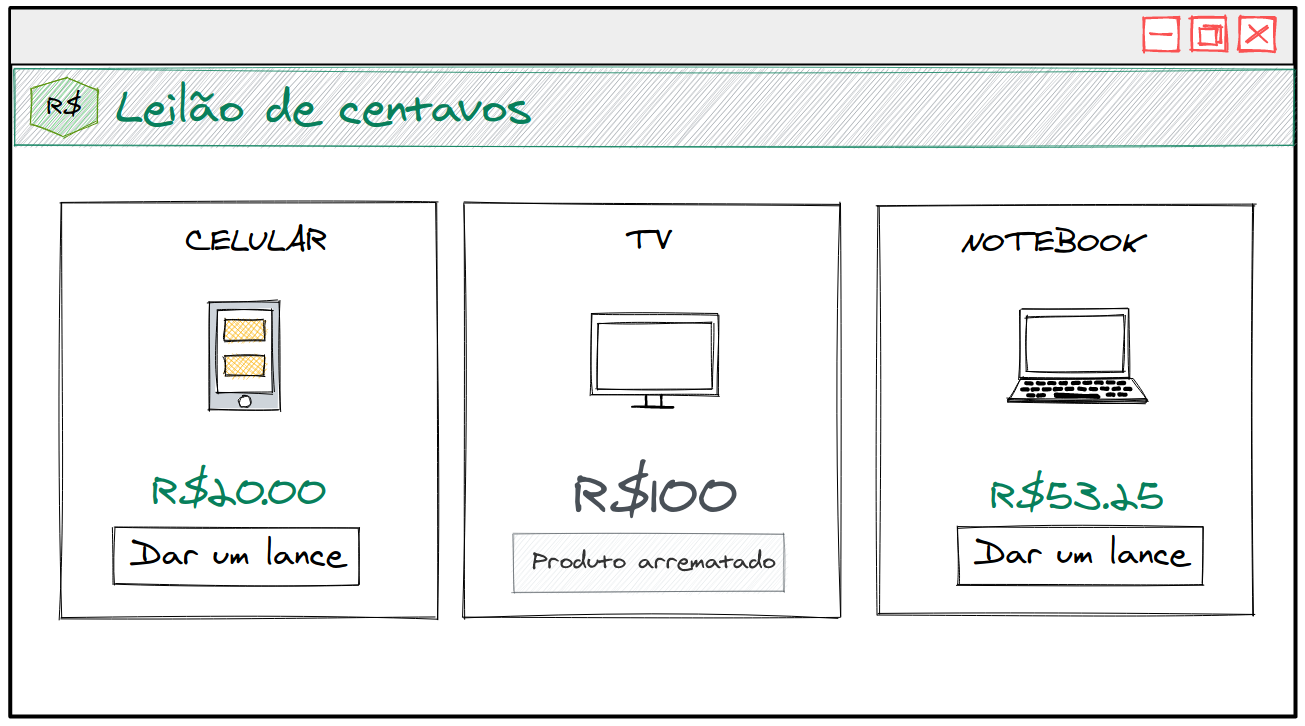 R$
Leilão de centavos
CELULAR
TV
NOTEBOOK
R$20.00
R$100
R$53.25
Dar um lance
Produto arrematado
Dar um lance